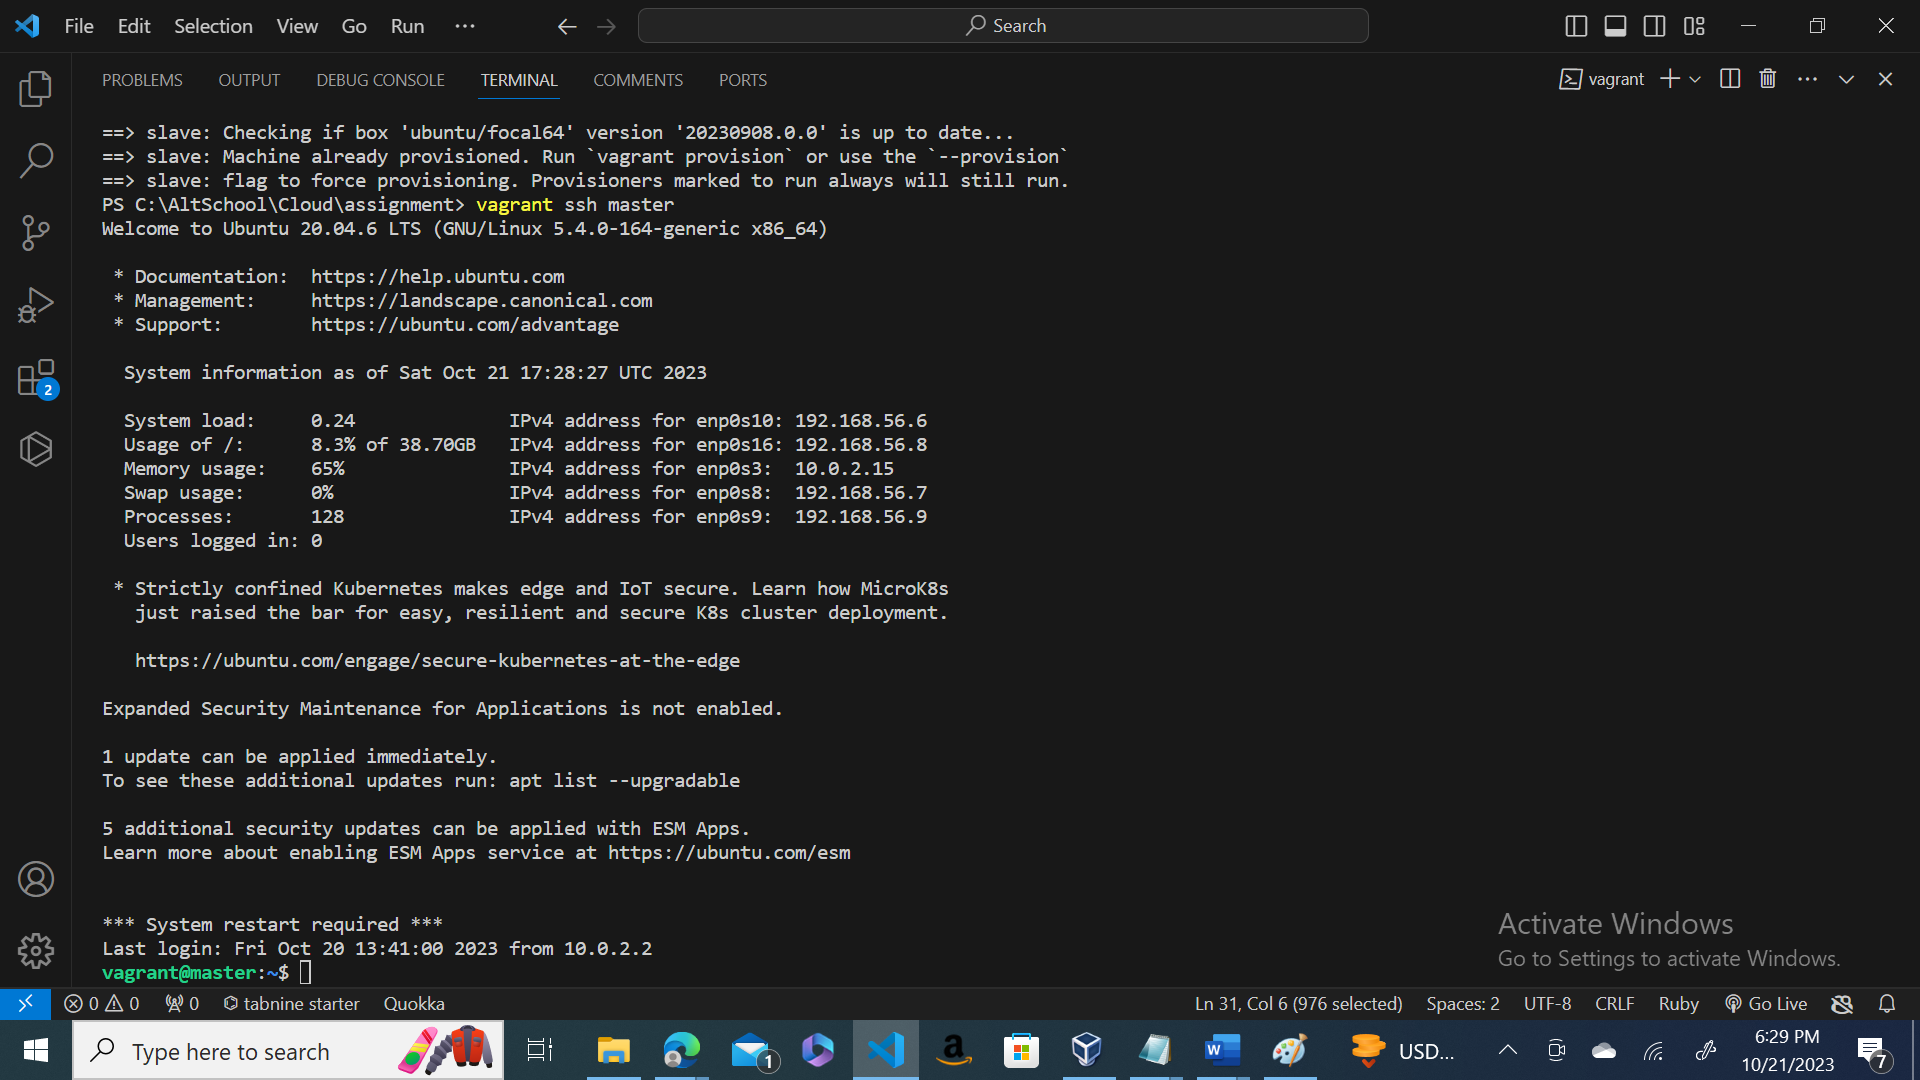 File Edit Selection View Go Run ··· Search
PROBLEMS OUTPUT DEBUG CONSOLE TERMINAL COMMENTS PORTS vagrant
==> slave: Checking if box 'ubuntu/focal64' version '20230908.0.0' is up to date...
==> slave: Machine already provisioned. Run `vagrant provision` or use the `--provision`
==> slave: flag to force provisioning. Provisioners marked to run always will still run.
PS C:\AltSchool\Cloud\assignment> vagrant ssh master
Welcome to Ubuntu 20.04.6 LTS (GNU/Linux 5.4.0-164-generic x86_64)
* Documentation: https://help.ubuntu.com
* Management: https://landscape.canonical.com
* Support: https://ubuntu.com/advantage
System information as of Sat Oct 21 17:28:27 UTC 2023
System load: 0.24 IPv4 address for enp0s10: 192.168.56.6
Usage of /: 8.3% of 38.70GB IPv4 address for enp0s16: 192.168.56.8
Memory usage: 65% IPv4 address for enp0s3: 10.0.2.15
Swap usage: 0% IPv4 address for enp0s8: 192.168.56.7
Processes: 128 IPv4 address for enp0s9: 192.168.56.9
Users logged in: 0
* Strictly confined Kubernetes makes edge and IoT secure. Learn how MicroK8s
just raised the bar for easy, resilient and secure K8s cluster deployment.
https://ubuntu.com/engage/secure-kubernetes-at-the-edge
Expanded Security Maintenance for Applications is not enabled.
1 update can be applied immediately.
To see these additional updates run: apt list --upgradable
5 additional security updates can be applied with ESM Apps.
Learn more about enabling ESM Apps service at https://ubuntu.com/esm
*** System restart required ***
Last login: Fri Oct 20 13:41:00 2023 from 10.0.2.2
vagrant@master:~$
2
Activate Windows
Go to Settings to activate Windows.
0 0 0 tabnine starter Quokka Ln 31, Col 6 (976 selected) Spaces: 2 UTF-8 CRLF Ruby Go Live
Type here to search 1 a W USD... 6:29 PM
10/21/2023 7